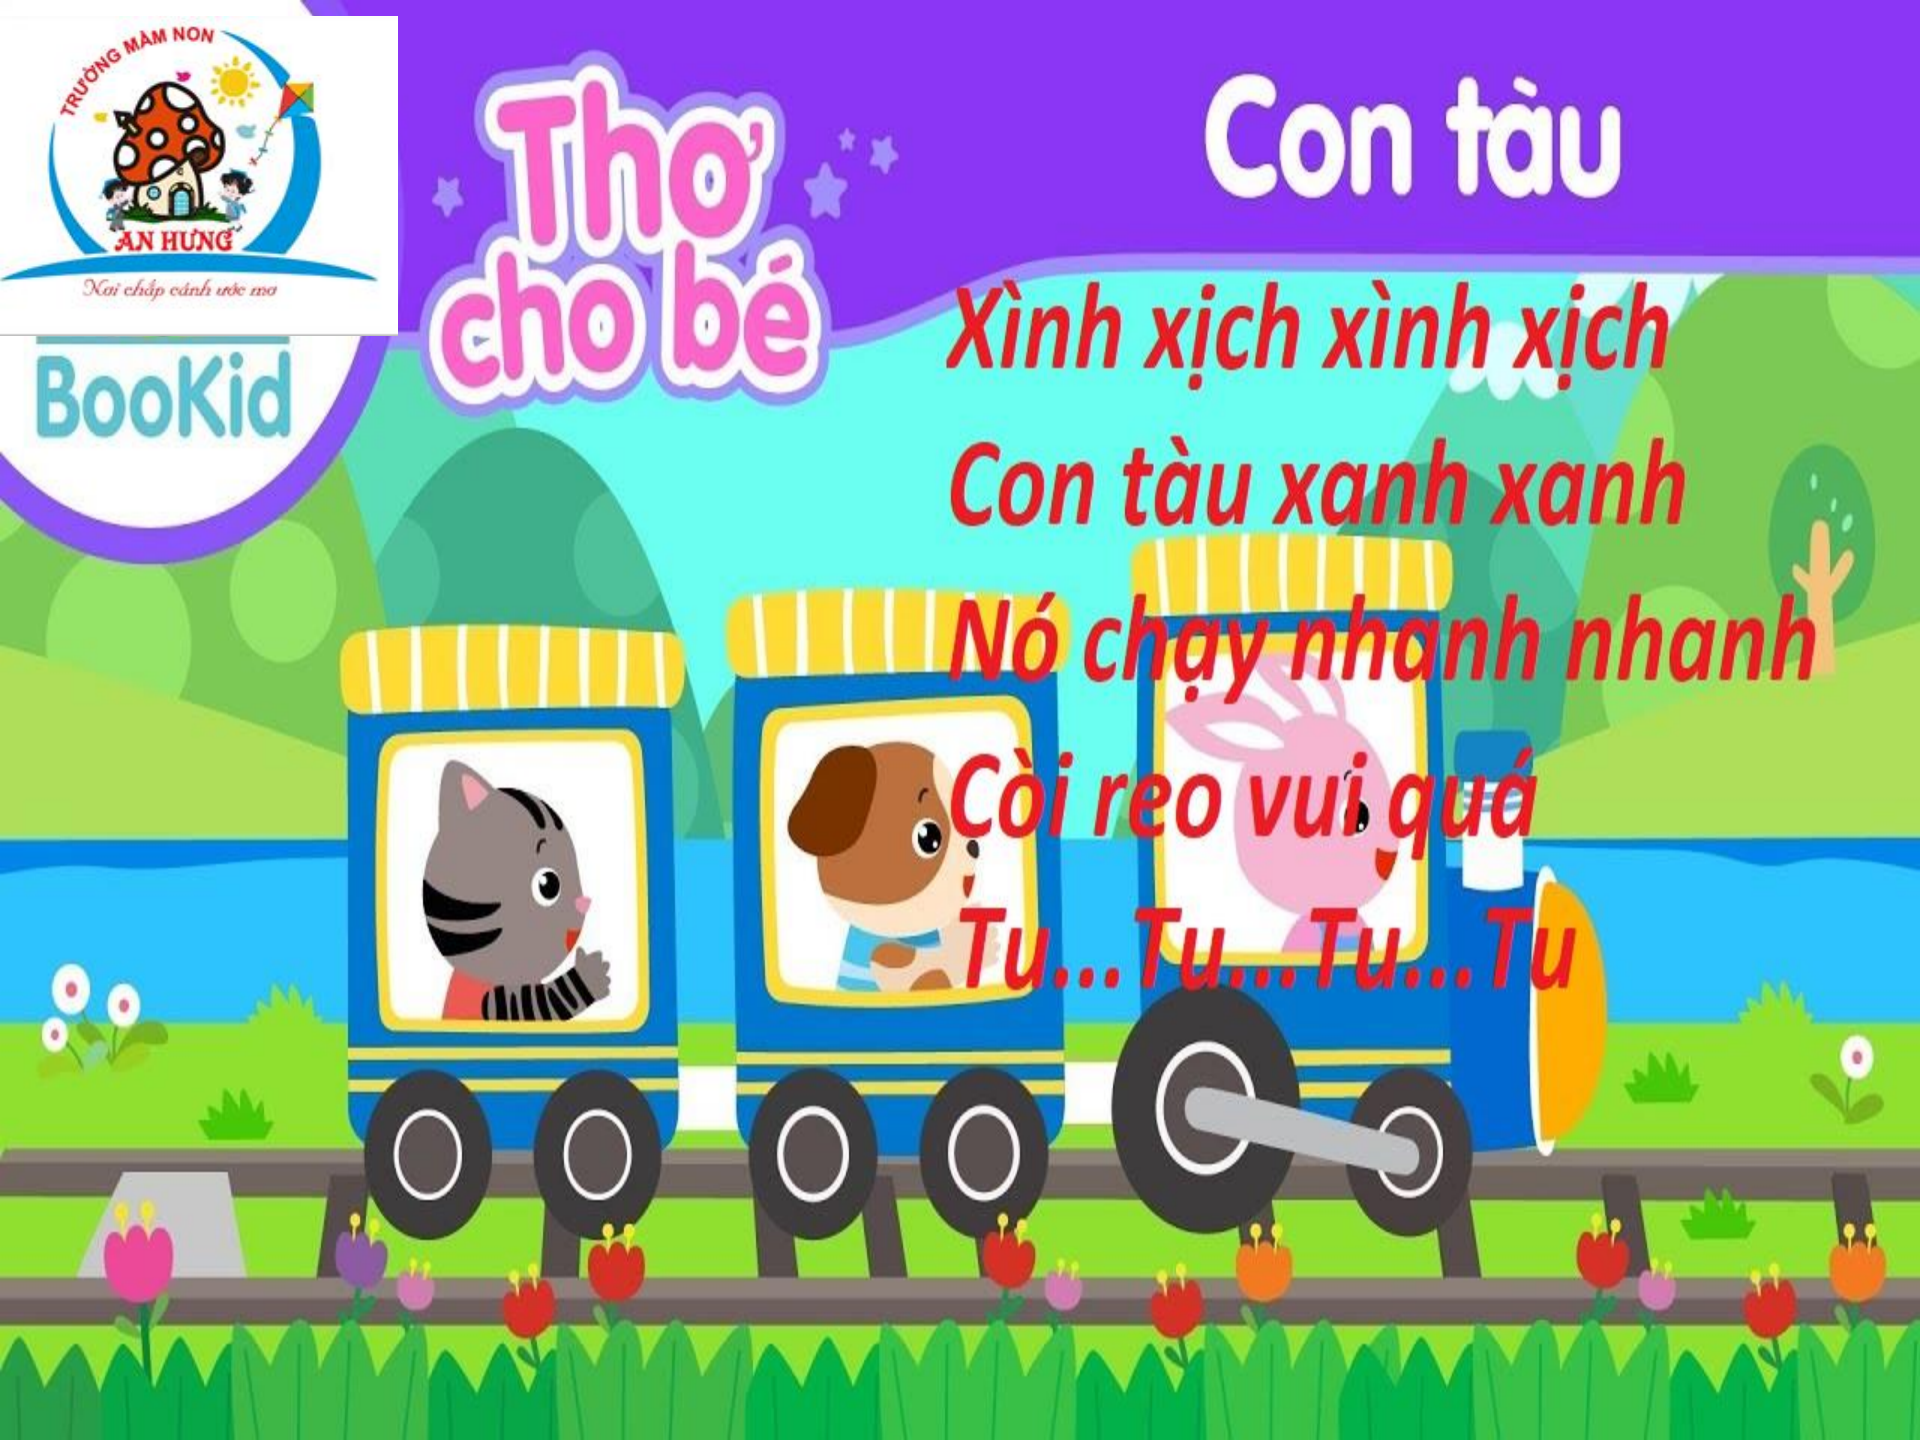 TRƯỜNG MẦM NON
AN HƯNG
Nơi chắp cánh ước mơ
BooKid
Thơ
cho bé
Con tàu
Xình xịch xình xịch
Con tàu xanh xanh
Nó chạy nhanh nhanh
Còi reo vui quá
Tu...Tu...Tu...Tu